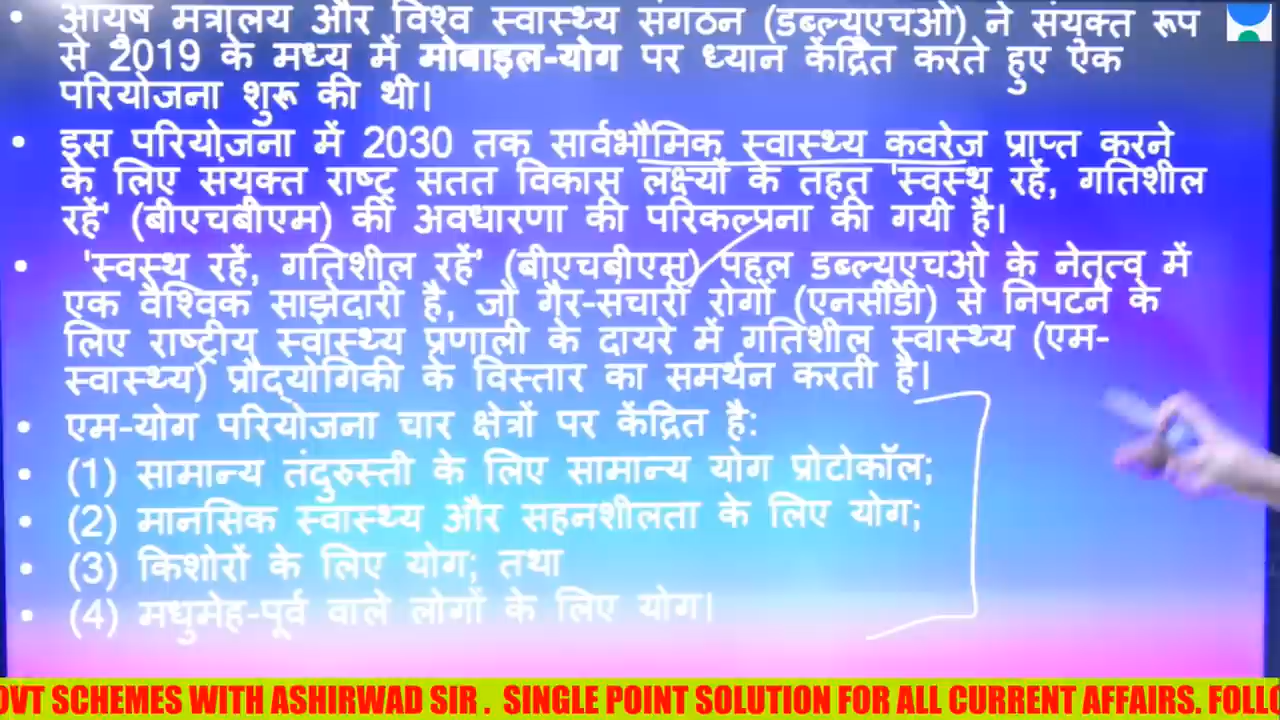 • आयुष मंत्रालय और विश्व स्वास्थ्य संगठन (डब्ल्यूएचओ) ने संयुक्त रूप
से 2019 के मध्य में मोबाइल-योग पर ध्यान केंद्रित करते हुए ऐक
परियोजना शुरू की थी।
• इस परियोजना में 2030 तक सार्वभौमिक स्वास्थ्य कवरेज प्राप्त करने
के लिए संयुक्त राष्ट्र सतत विकास लक्ष्यों के तहत 'स्वस्थ रहें, गतिशील
रहें' (बीएचबीएम) की अवधारणा की परिकल्पना की गयी है।
• 'स्वस्थ रहें, गतिशील रहें' (बीएचबीएम) पहल डब्ल्यूएचओ के नेतृत्व में
एक वैश्विक साझेदारी है, जो गैर-संचारी रोगों (एनसीडी) से निपटने के
लिए राष्ट्रीय स्वास्थ्य प्रणाली के दायरे में गतिशील स्वास्थ्य (एम-
स्वास्थ्य) प्रौद्योगिकी के विस्तार का समर्थन करती है।
• एम-योग परियोजना चार क्षेत्रों पर केंद्रित है:
• (1) सामान्य तंदुरुस्ती के लिए सामान्य योग प्रोटोकॉल;
• (2) मानसिक स्वास्थ्य और सहनशीलता के लिए योग;
• (3) किशोरों के लिए योग; तथा
• (4) मधुमेह-पूर्व वाले लोगों के लिए योग।
OVT SCHEMES WITH ASHIRWAD SIR . SINGLE POINT SOLUTION FOR ALL CURRENT AFFAIRS. FOLL